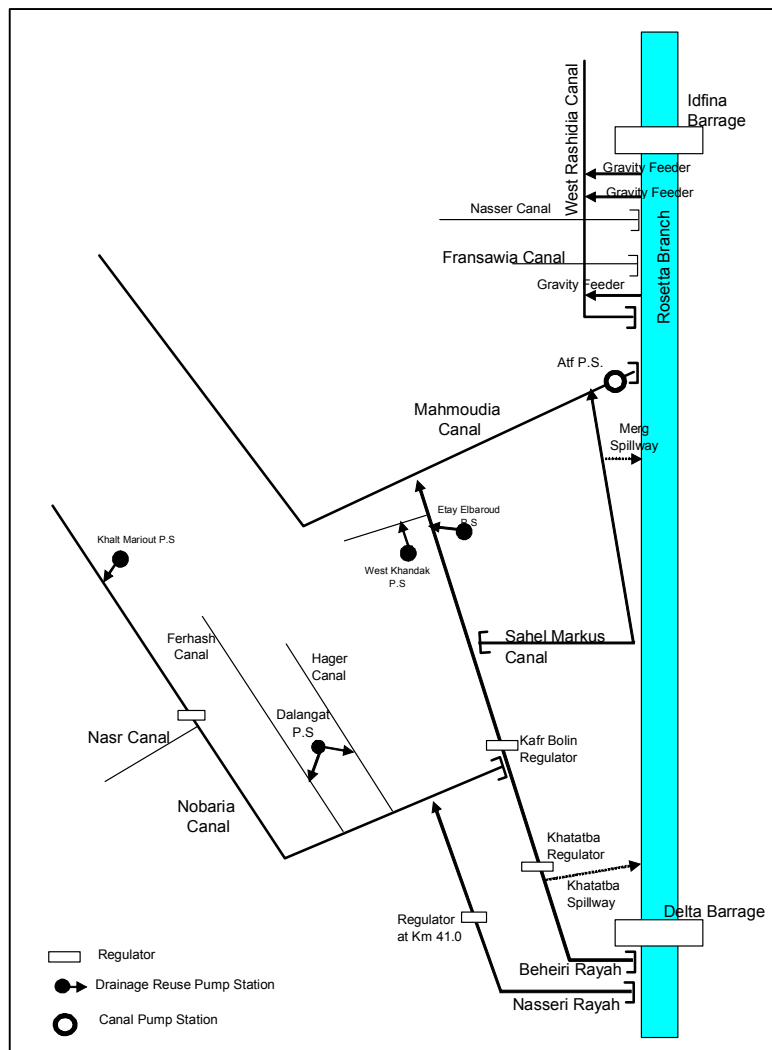 Idfina
Barrage
West Rashidia Canal
Gravity Feeder
Gravity Feeder
Nasser Canal
Fransawia Canal
Rosetta Branch
Gravity Feeder
Atf P.S.
Mahmoudia
Canal
Merg
Spillway
Etay Elbaroud
P.S
Khalt Mariout P.S
West Khandak
P.S
Ferhash
Canal
Hager
Canal
Sahel Markus
Canal
Dalangat
P.S
Nasr Canal
Kafr Bolin
Regulator
Nobaria
Canal
Khatatba
Regulator
Khatatba
Spillway
Regulator
at Km 41.0
Delta Barrage
Beheiri Rayah
Nasseri Rayah
Regulator
Drainage Reuse Pump Station
Canal Pump Station